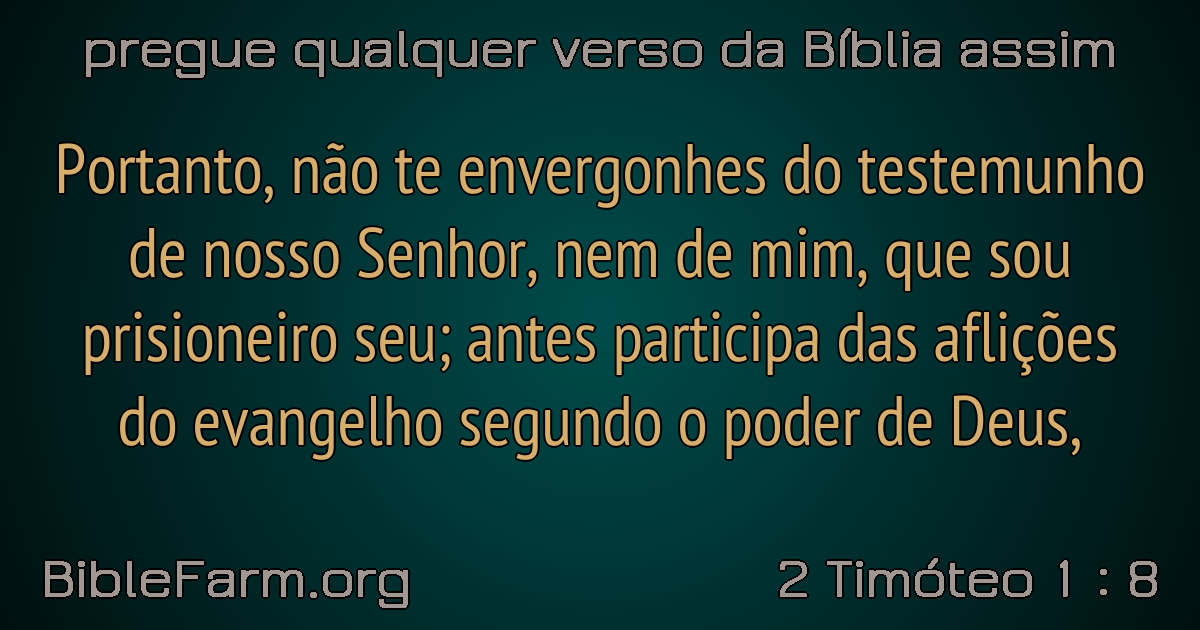 pregue qualquer verso da Bíblia assim
Portanto, não te envergonhes do testemunho
de nosso Senhor, nem de mim, que sou
prisioneiro seu; antes participa das aflições
do evangelho segundo o poder de Deus,
BibleFarm.org
2 Timóteo 1 : 8